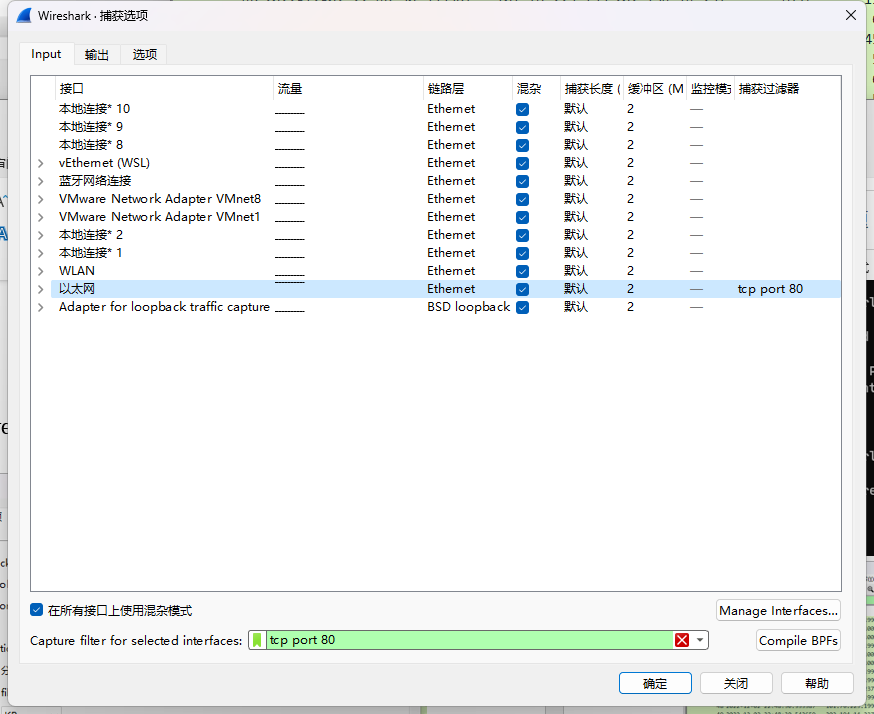 Wireshark · 捕获选项
Input 输出 选项
接口 流量 链路层 混杂 捕获长度 ( 缓冲区 (M 监控模式 捕获过滤器
本地连接* 10 Ethernet 默认 2 —
本地连接* 9 Ethernet 默认 2 —
本地连接* 8 Ethernet 默认 2 —
vEthernet (WSL) Ethernet 默认 2 —
蓝牙网络连接 Ethernet 默认 2 —
VMware Network Adapter VMnet8 Ethernet 默认 2 —
VMware Network Adapter VMnet1 Ethernet 默认 2 —
本地连接* 2 Ethernet 默认 2 —
本地连接* 1 Ethernet 默认 2 —
WLAN Ethernet 默认 2 —
以太网 Ethernet 默认 2 — tcp port 80
Adapter for loopback traffic capture BSD loopback 默认 2 —
在所有接口上使用混杂模式
Manage Interfaces...
Capture filter for selected interfaces: tcp port 80
Compile BPFs
确定 关闭 帮助